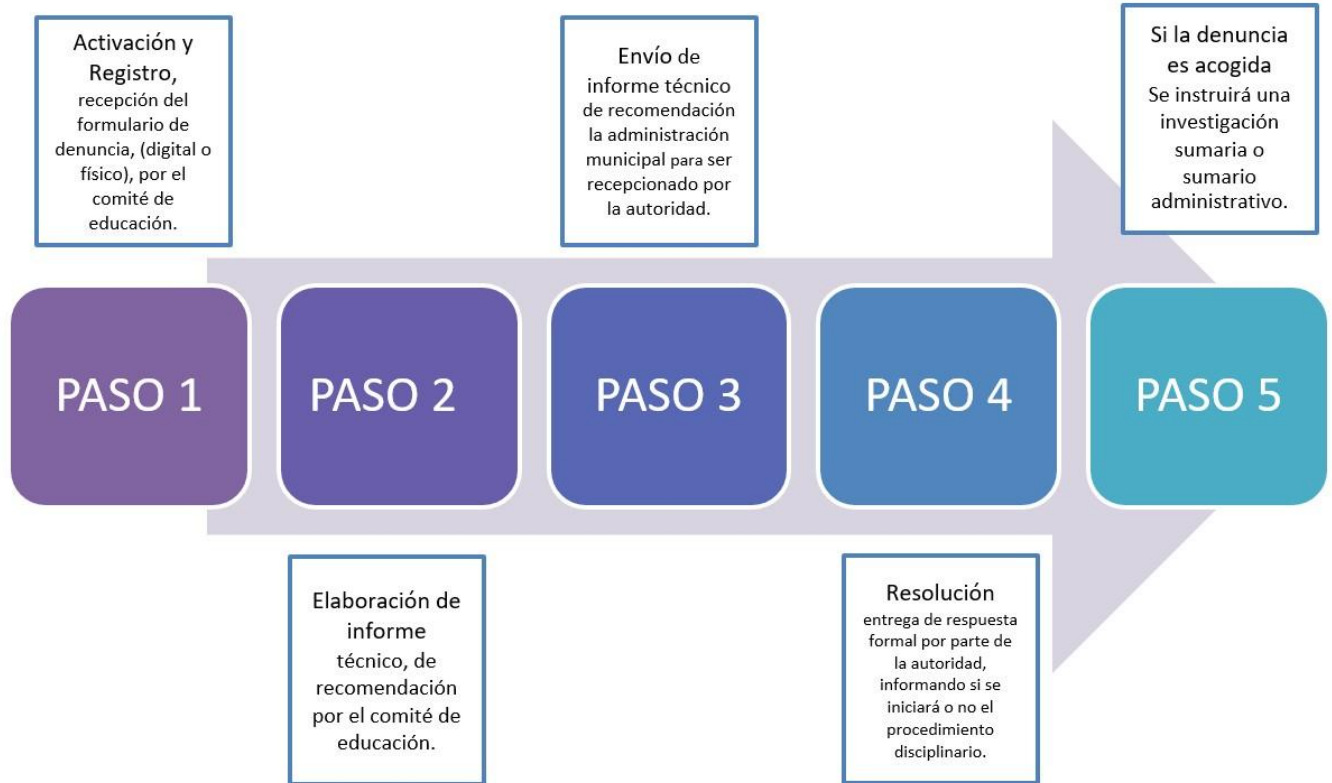 Activación y
Registro,
recepción del
formulario de
denuncia, (digital o
físico), por el
comité de
educación.
Envío de
informe técnico
de recomendación
la administración
municipal para ser
recepcionado por
la autoridad.
Si la denuncia
es acogida
Se instruirá una
investigación
sumaria o
sumario
administrativo.
PASO 1
PASO 2
PASO 3
PASO 4
PASO 5
Elaboración de
informe
técnico, de
recomendación
por el comité de
educación.
Resolución
entrega de respuesta
formal por parte de
la autoridad,
informando si se
iniciará o no el
procedimiento
disciplinario.